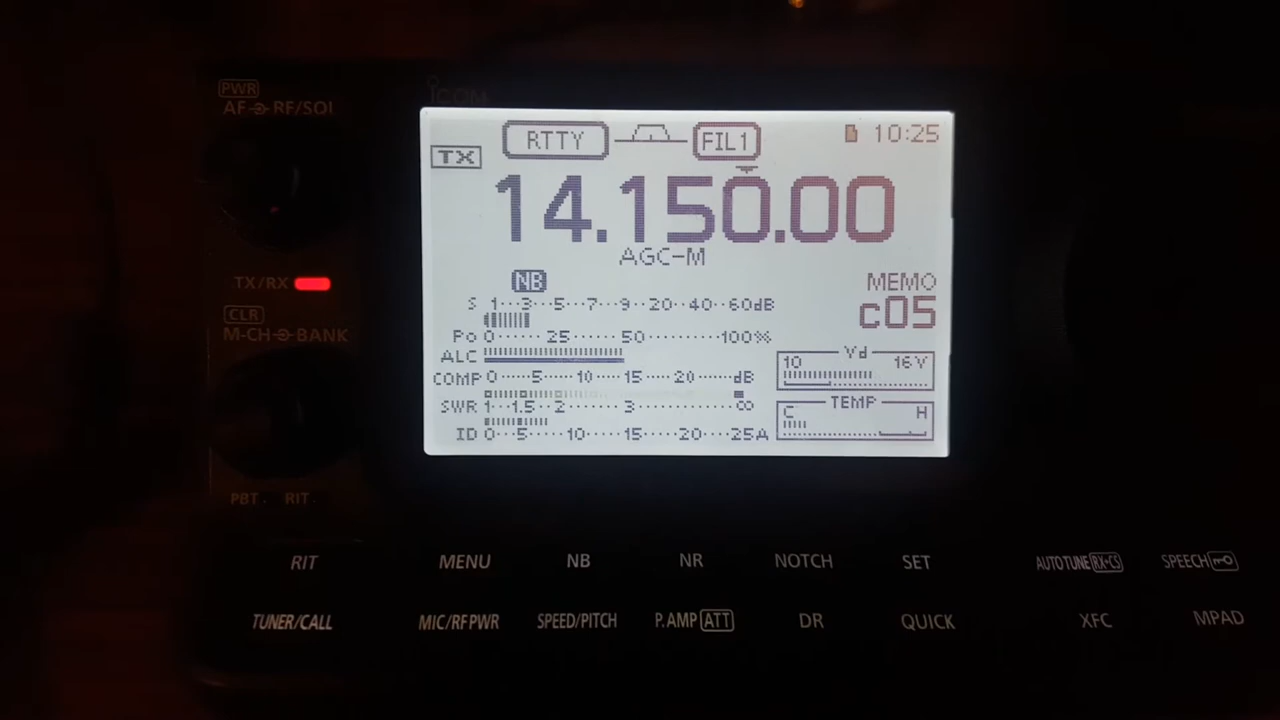 PWR
AF RF/SQL
ICOM
RTTY FIL1 10:25
TX
14.150.00
AGC-M
TX/RX
NB
MEMO
c05
CLR
M-CH BANK
S 1··3··5··7··9··20··40··60dB
Po 0······25······50········100%
ALC
COMP 0····5····10····15···20···dB
SWR 1··1.5··2······3···········∞
ID 0··5·····10·····15·····20···25A
Vd
10 16V
TEMP
C H
PBT RIT
RIT MENU NB NR NOTCH SET AUTOTUNE RX→CS SPEECH
TUNER/CALL MIC/RF PWR SPEED/PITCH P.AMP ATT DR QUICK XFC MPAD